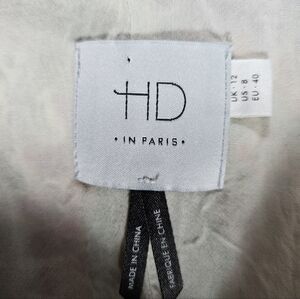 HD
• IN PARIS •
UK • 12
US • 8
EU • 40
MADE IN CHINA
FABRIQUÉ EN CHINE